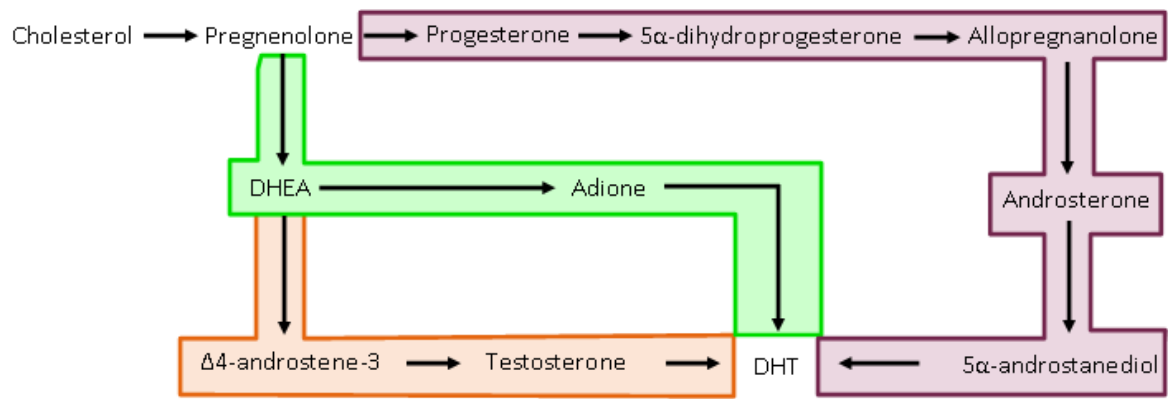 Cholesterol Pregnenolone Progesterone 5α-dihydroprogesterone Allopregnanolone
DHEA Adione
Androsterone
Δ4-androstene-3 Testosterone DHT 5α-androstanediol